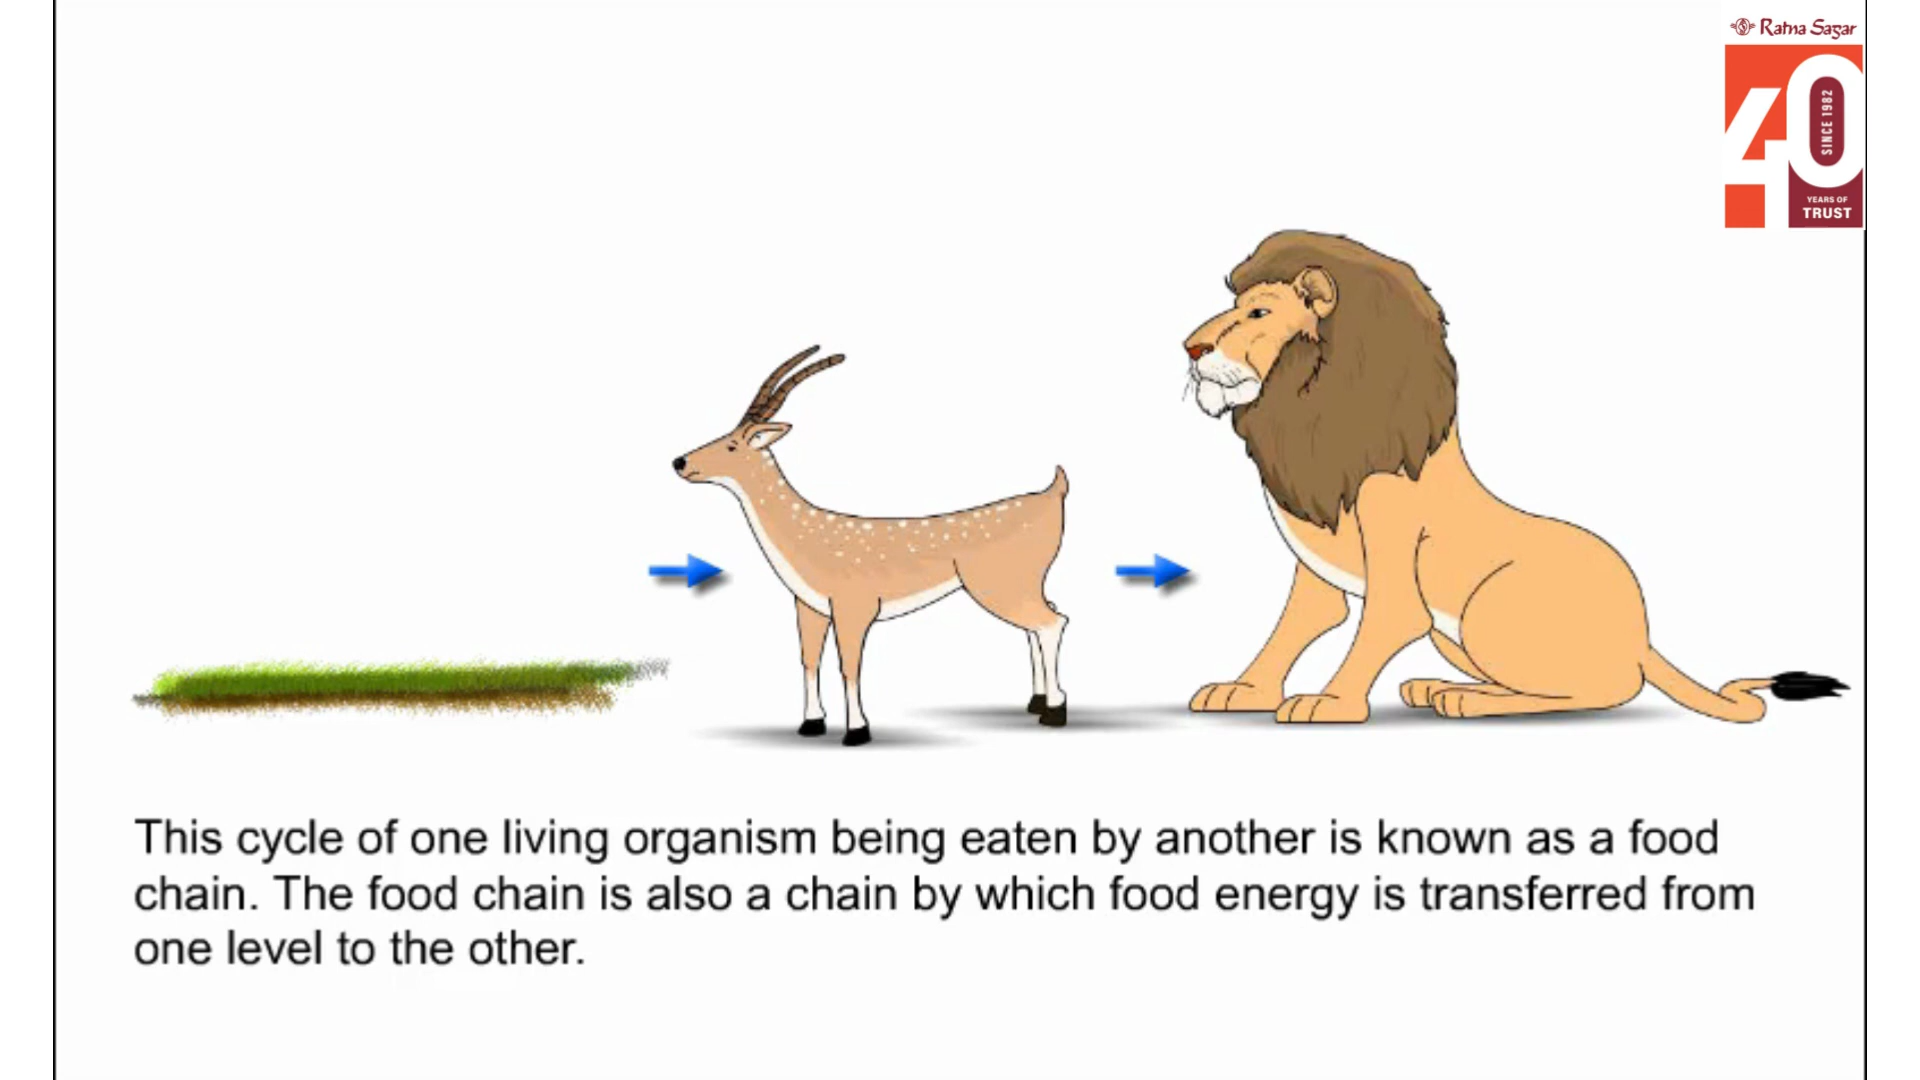 Ratna Sagar
40
SINCE 1982
YEARS OF
TRUST
This cycle of one living organism being eaten by another is known as a food
chain. The food chain is also a chain by which food energy is transferred from
one level to the other.